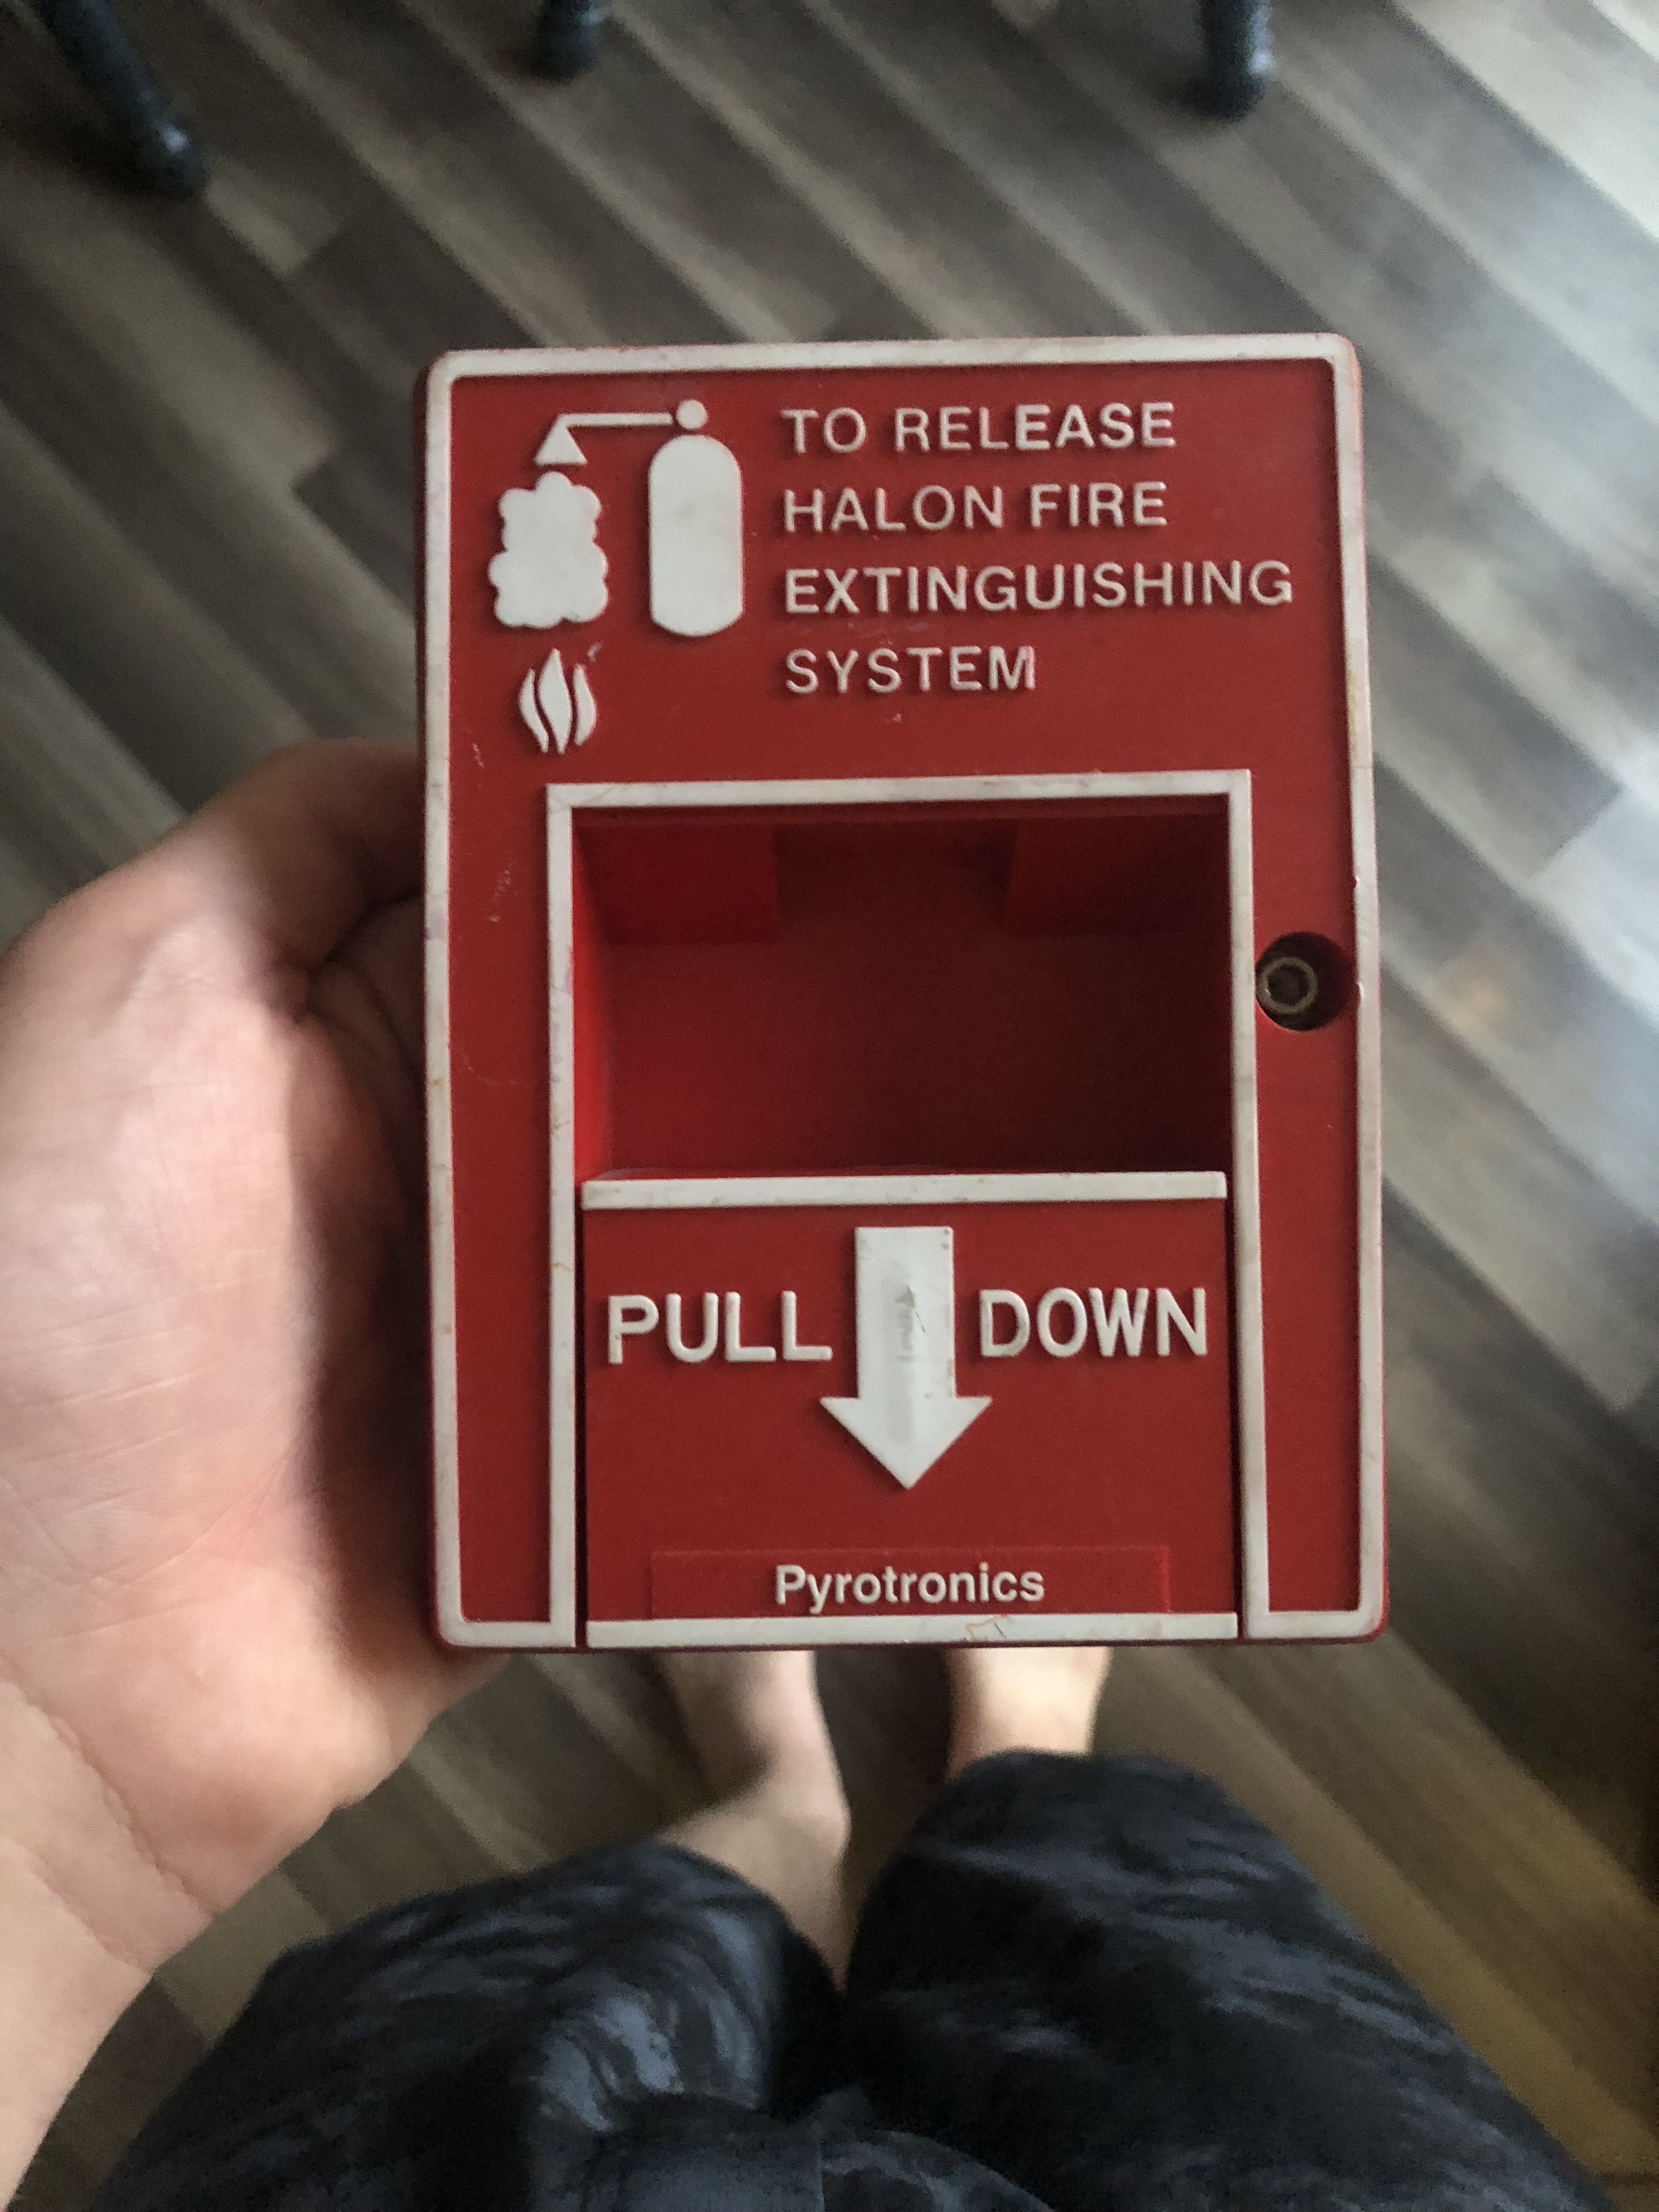 TO RELEASE
HALON FIRE
EXTINGUISHING
SYSTEM
PULL DOWN
Pyrotronics